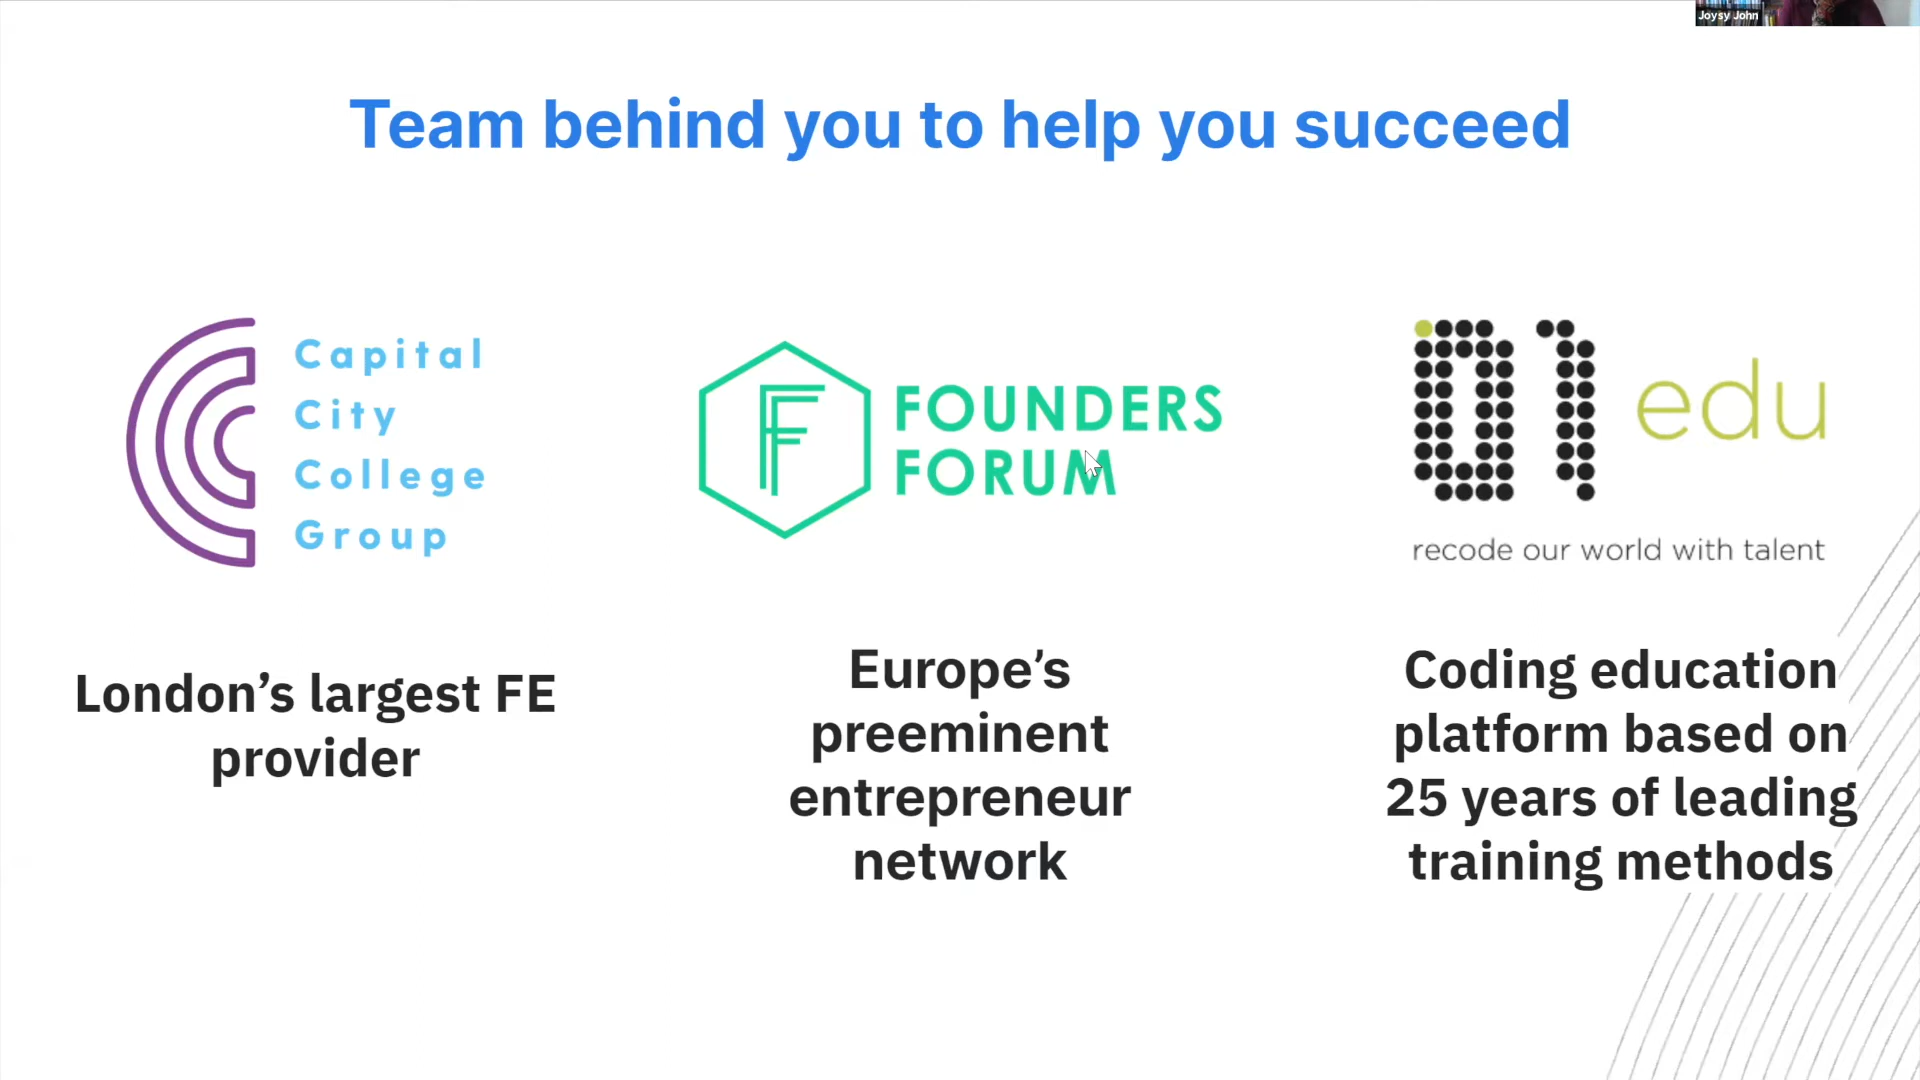 Joysy John
Team behind you to help you succeed
Capital
City
College
Group
London’s largest FE
provider
FOUNDERS
FORUM
Europe’s
preeminent
entrepreneur
network
01 edu
recode our world with talent
Coding education
platform based on
25 years of leading
training methods